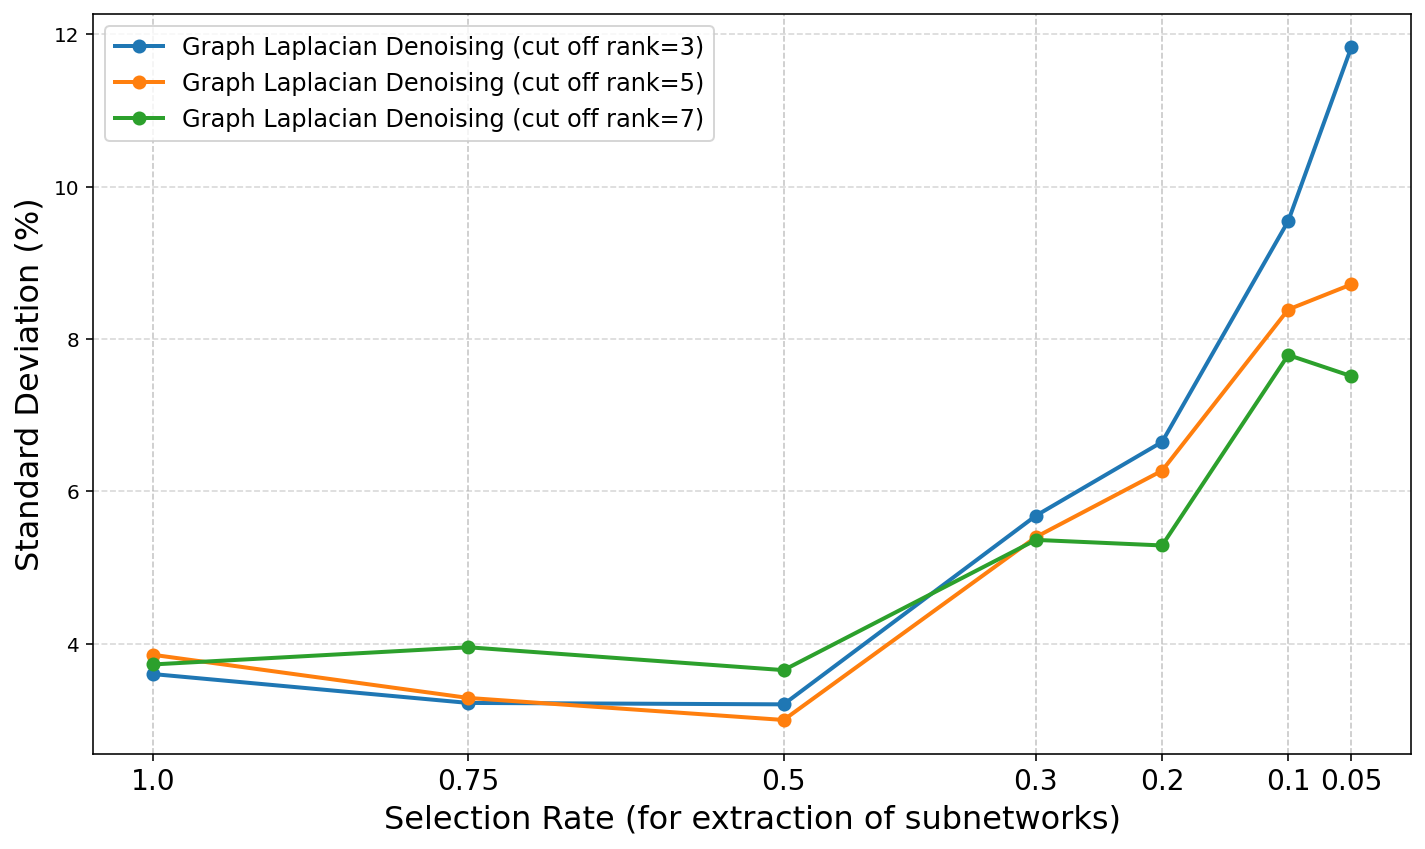 Graph Laplacian Denoising (cut off rank=3)
Graph Laplacian Denoising (cut off rank=5)
Graph Laplacian Denoising (cut off rank=7)
Standard Deviation (%)
12
10
8
6
4
1.0 0.75 0.5 0.3 0.2 0.1 0.05
Selection Rate (for extraction of subnetworks)